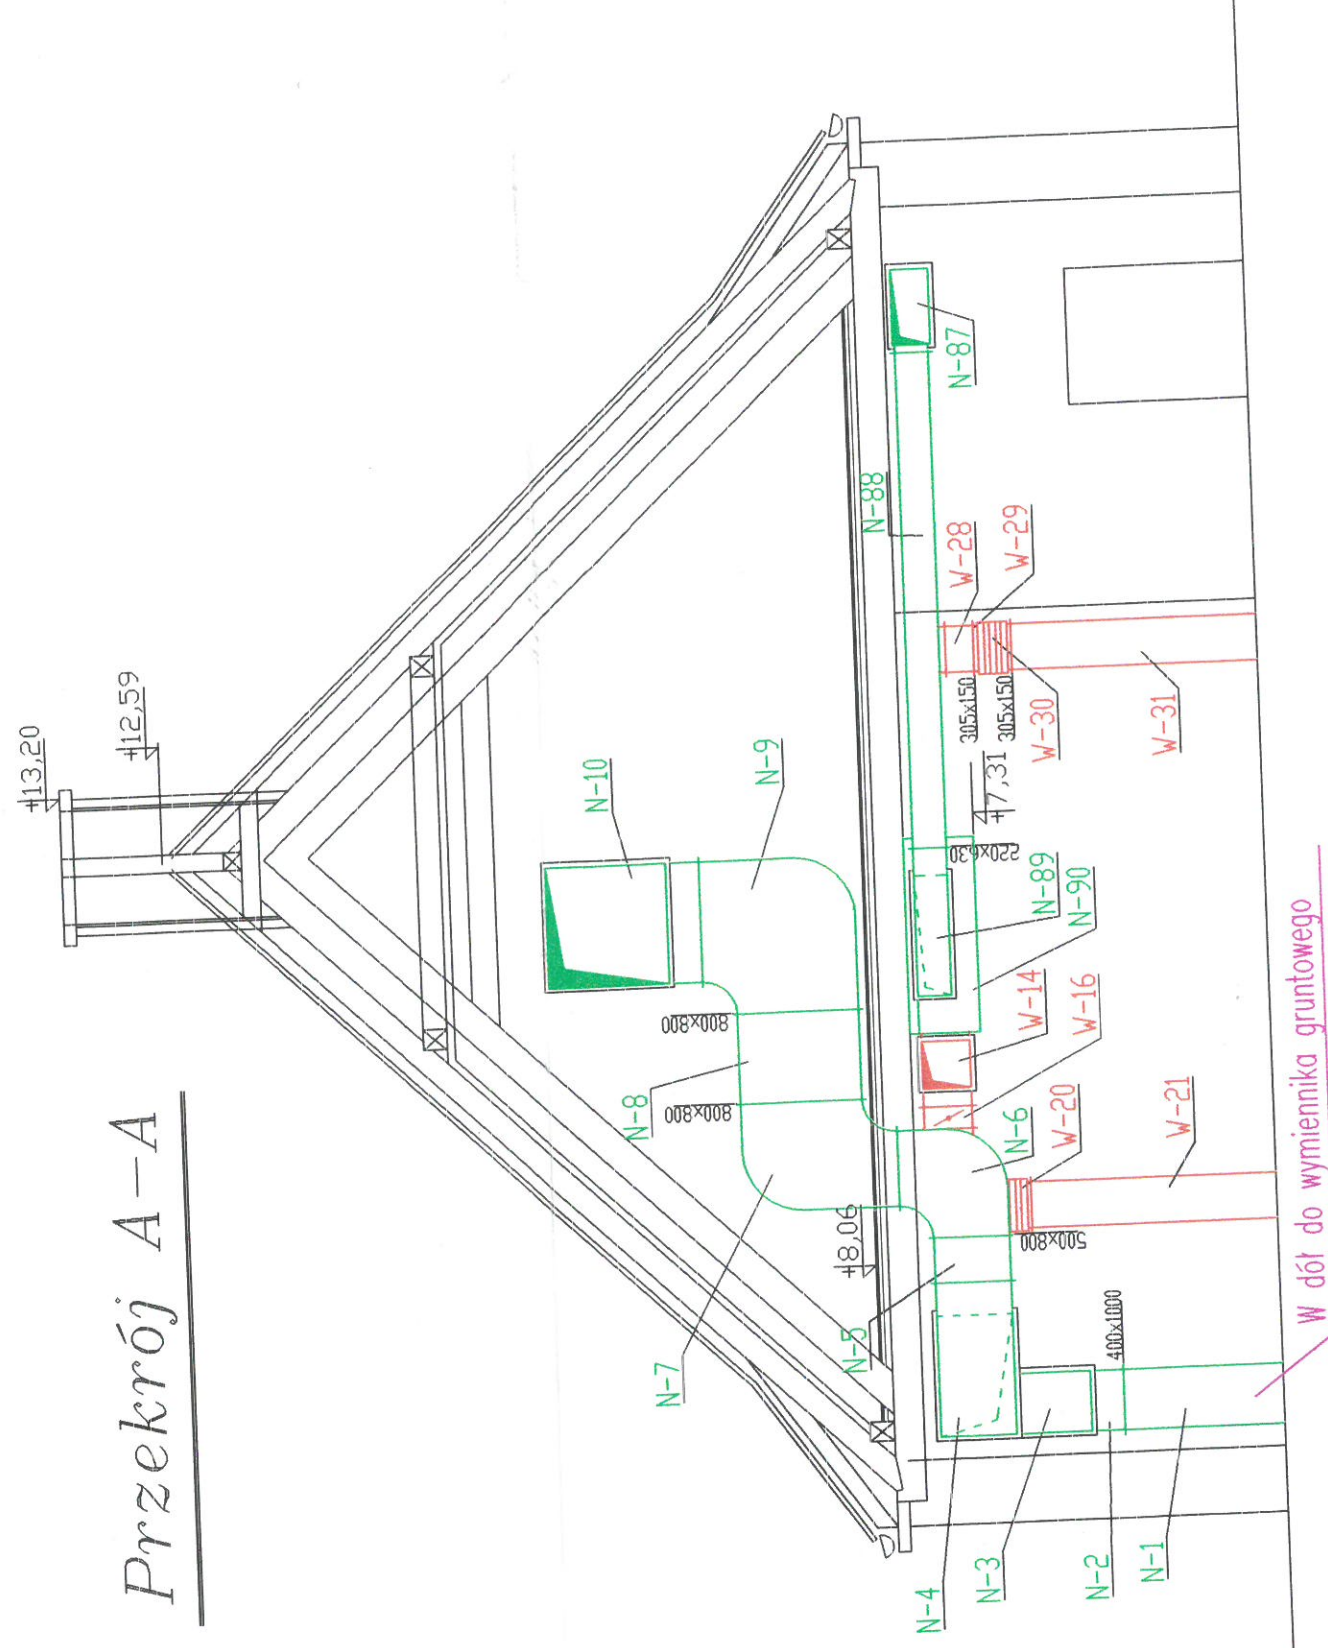 Przekrój A-A
+13,20
+12,59
N-10
N-9
800x800
N-8
800x800
N-7
+8,06
N-5
N-4
N-3
N-2
N-1
400x1000
500x800
W-20
N-6
W-21
W-16
W-14
N-90
N-89
220x630
+7,31
305x150
305x150
W-30
W-31
W-28
W-29
N-88
N-87
W dół do wymiennika gruntowego